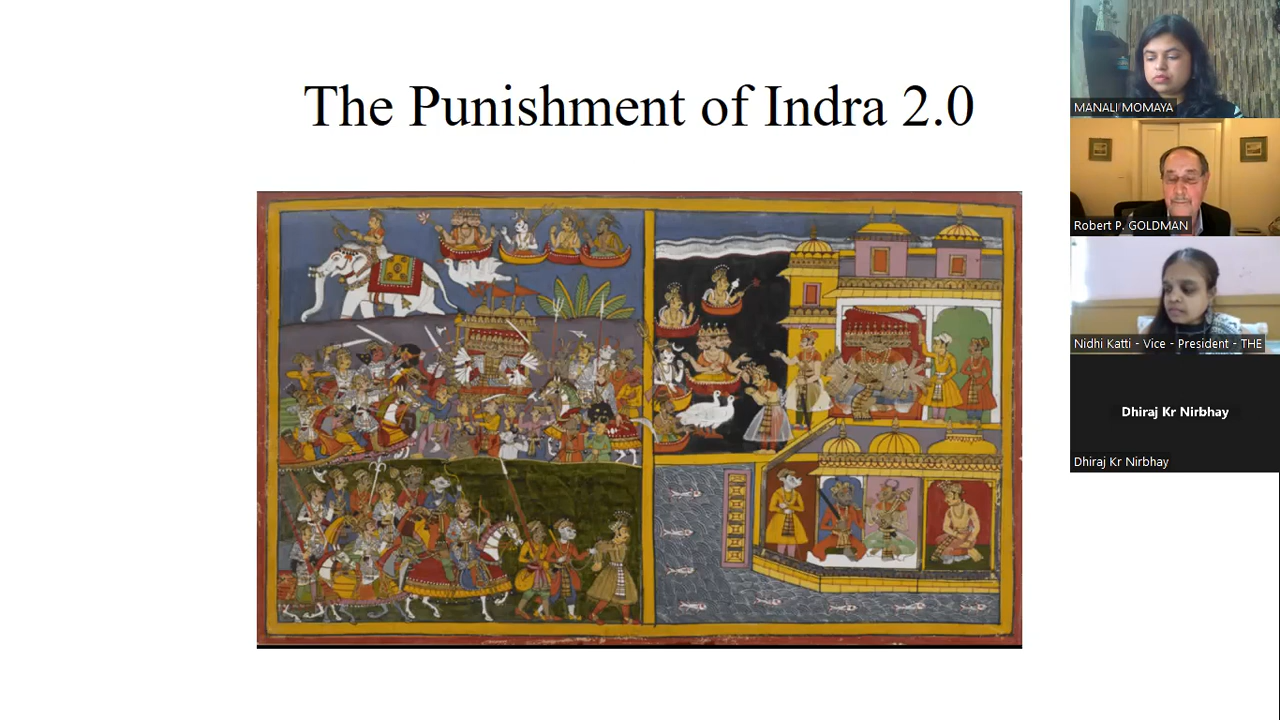 The Punishment of Indra 2.0
MANALI MOMAYA
Robert P. GOLDMAN
Nidhi Katti - Vice - President - THE
Dhiraj Kr Nirbhay
Dhiraj Kr Nirbhay